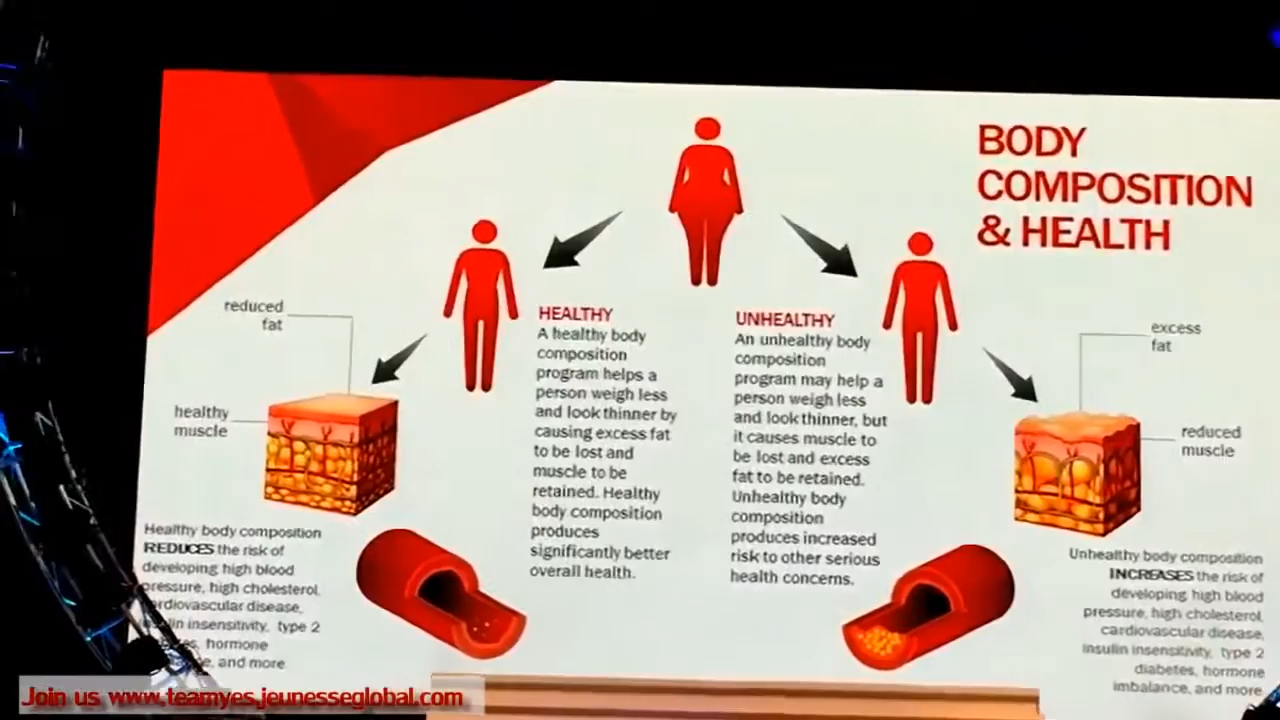 BODY
COMPOSITION
& HEALTH
HEALTHY
A healthy body
composition
program helps a
person weigh less
and look thinner by
causing excess fat
to be lost and
muscle to be
retained. Healthy
body composition
produces
significantly better
overall health.
UNHEALTHY
An unhealthy body
composition
program may help a
person weigh less
and look thinner, but
it causes muscle to
be lost and excess
fat to be retained.
Unhealthy body
composition
produces increased
risk to other serious
health concerns.
reduced
fat
healthy
muscle
excess
fat
reduced
muscle
Healthy body composition
REDUCES the risk of
developing high blood
pressure, high cholesterol,
cardiovascular disease,
insulin insensitivity, type 2
hormone
and more
Unhealthy body composition
INCREASES the risk of
developing high blood
pressure, high cholesterol,
cardiovascular disease,
insulin insensitivity, type 2
diabetes, hormone
imbalance, and more
Join us www.teamyes.jeunesseglobal.com